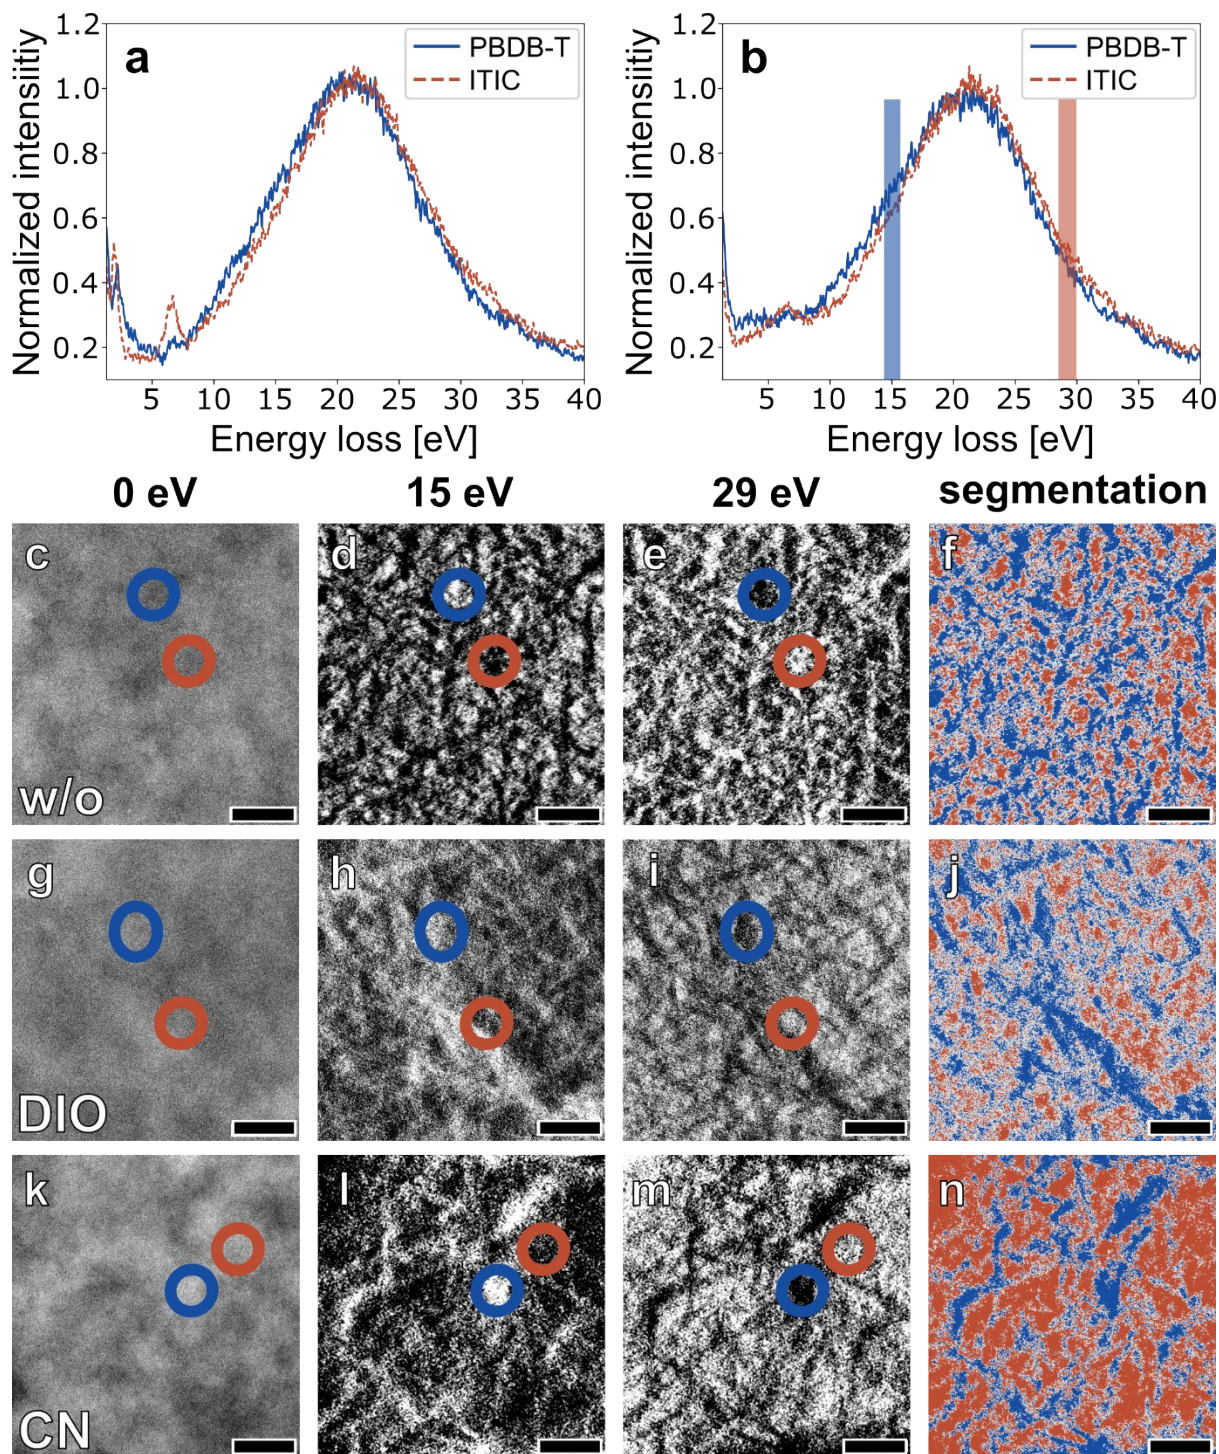 a
PBDB-T
ITIC
Normalized intensiitiy
1.2
1.0
0.8
0.6
0.4
0.2
5 10 15 20 25 30 35 40
Energy loss [eV]
b
PBDB-T
ITIC
Normalized intensiitiy
1.2
1.0
0.8
0.6
0.4
0.2
5 10 15 20 25 30 35 40
Energy loss [eV]
0 eV 15 eV 29 eV segmentation
c d e f
w/o
g h i j
DIO
k l m n
CN